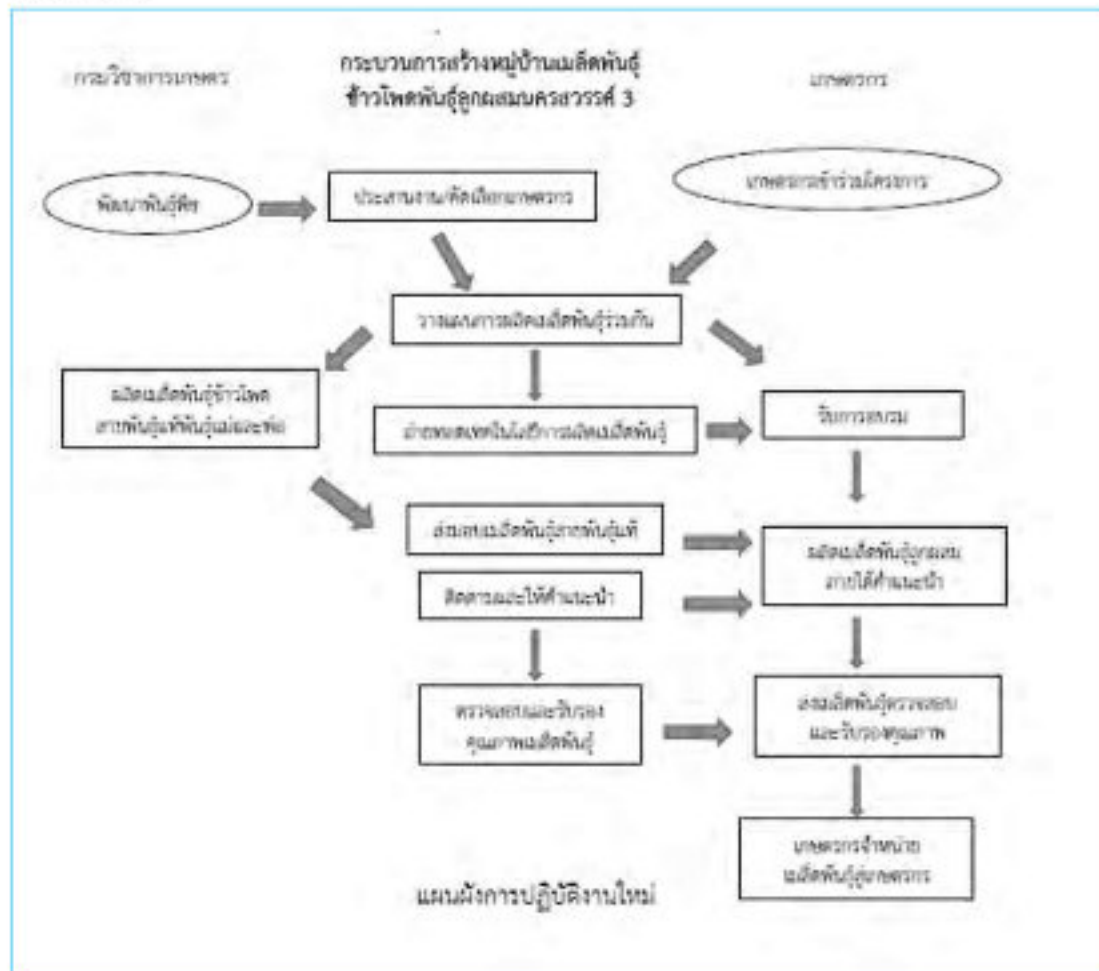 กรมวิชาการเกษตร
กระบวนการสร้างหมู่บ้านเมล็ดพันธุ์
ข้าวโพดพันธุ์ลูกผสมนครสวรรค์ 3
เกษตรกร
พัฒนาพันธุ์พืช
ประสานงาน/คัดเลือกเกษตรกร
เกษตรกรเข้าร่วมโครงการ
วางแผนการผลิตเมล็ดพันธุ์ร่วมกัน
ผลิตเมล็ดพันธุ์ข้าวโพด
สายพันธุ์แท้พันธุ์แม่และพ่อ
ถ่ายทอดเทคโนโลยีการผลิตเมล็ดพันธุ์
รับการอบรม
ส่งมอบเมล็ดพันธุ์สายพันธุ์แท้
ผลิตเมล็ดพันธุ์ลูกผสม
ภายใต้คำแนะนำ
ติดตามและให้คำแนะนำ
ตรวจสอบและรับรอง
คุณภาพเมล็ดพันธุ์
ส่งเมล็ดพันธุ์ตรวจสอบ
และรับรองคุณภาพ
เกษตรกรจำหน่าย
เมล็ดพันธุ์สู่เกษตรกร
แผนผังการปฏิบัติงานใหม่